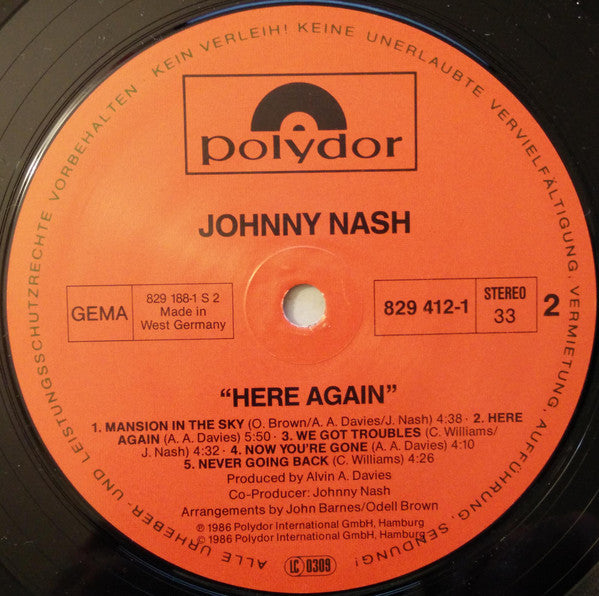 ALLE URHEBER- UND LEISTUNGSSCHUTZRECHTE VORBEHALTEN · KEIN VERLEIH! KEINE UNERLAUBTE VERVIELFÄLTIGUNG, VERMIETUNG, AUFFÜHRUNG, SENDUNG!
polydor
JOHNNY NASH
GEMA
829 188-1 S 2
Made in
West Germany
829 412-1
STEREO
33
2
“HERE AGAIN”
1. MANSION IN THE SKY (O. Brown/A. A. Davies/J. Nash) 4:38 · 2. HERE
AGAIN (A. A. Davies) 5:50 · 3. WE GOT TROUBLES (C. Williams/
J. Nash) 4:32 · 4. NOW YOU'RE GONE (A. A. Davies) 4:10
5. NEVER GOING BACK (C. Williams) 4:26
Produced by Alvin A. Davies
Co-Producer: Johnny Nash
Arrangements by John Barnes/Odell Brown
℗ 1986 Polydor International GmbH, Hamburg
© 1986 Polydor International GmbH, Hamburg
LC 0309